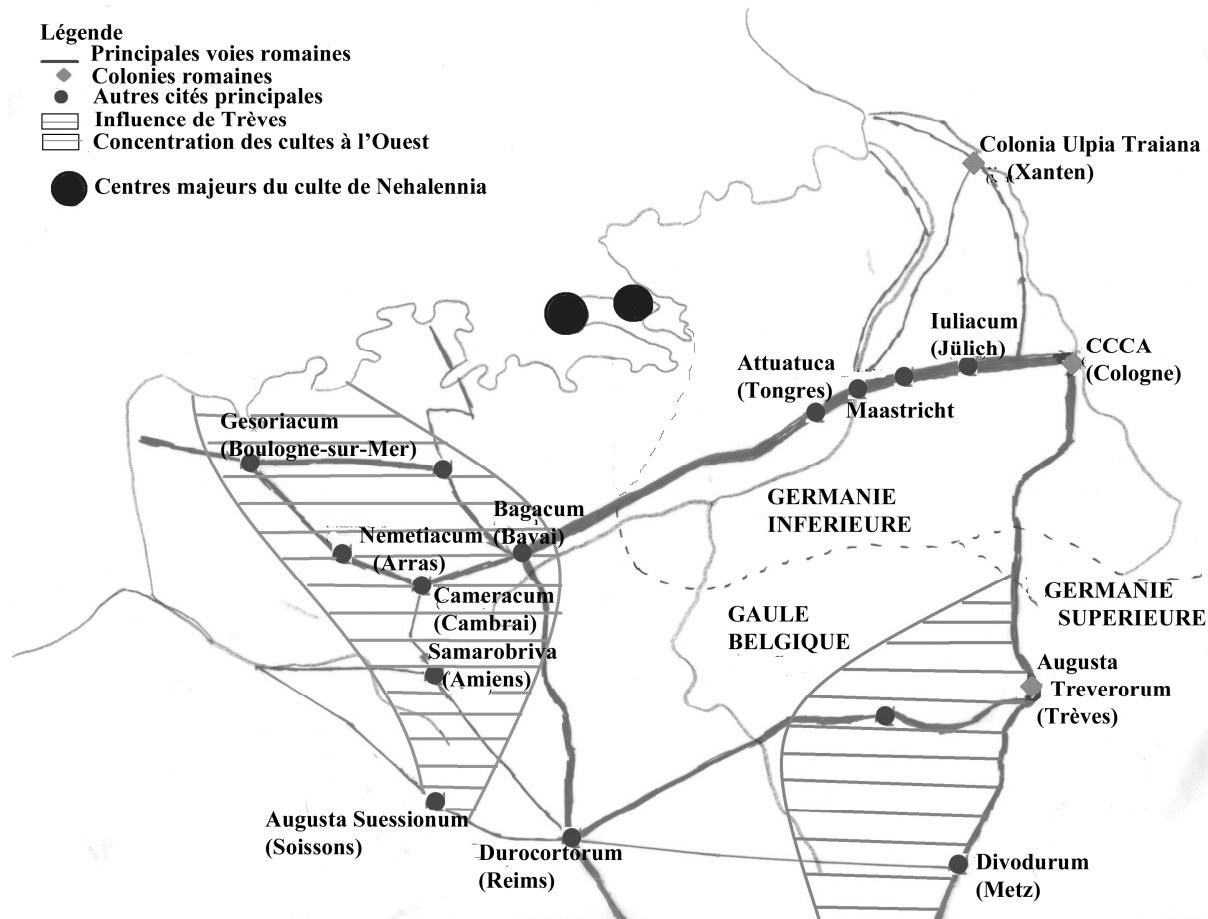 Légende
Principales voies romaines
Colonies romaines
Autres cités principales
Influence de Trèves
Concentration des cultes à l'Ouest
Centres majeurs du culte de Nehalennia
Colonia Ulpia Traiana
(Xanten)
Iuliacum
(Jülich)
CCCA
(Cologne)
Attuatuca
(Tongres)
Maastricht
Gesoriacum
(Boulogne-sur-Mer)
Bagacum
(Bavai)
GERMANIE
INFERIEURE
Nemetiacum
(Arras)
Cameracum
(Cambrai)
GAULE
BELGIQUE
GERMANIE
SUPERIEURE
Samarobriva
(Amiens)
Augusta
Treverorum
(Trèves)
Augusta Suessionum
(Soissons)
Durocortorum
(Reims)
Divodurum
(Metz)